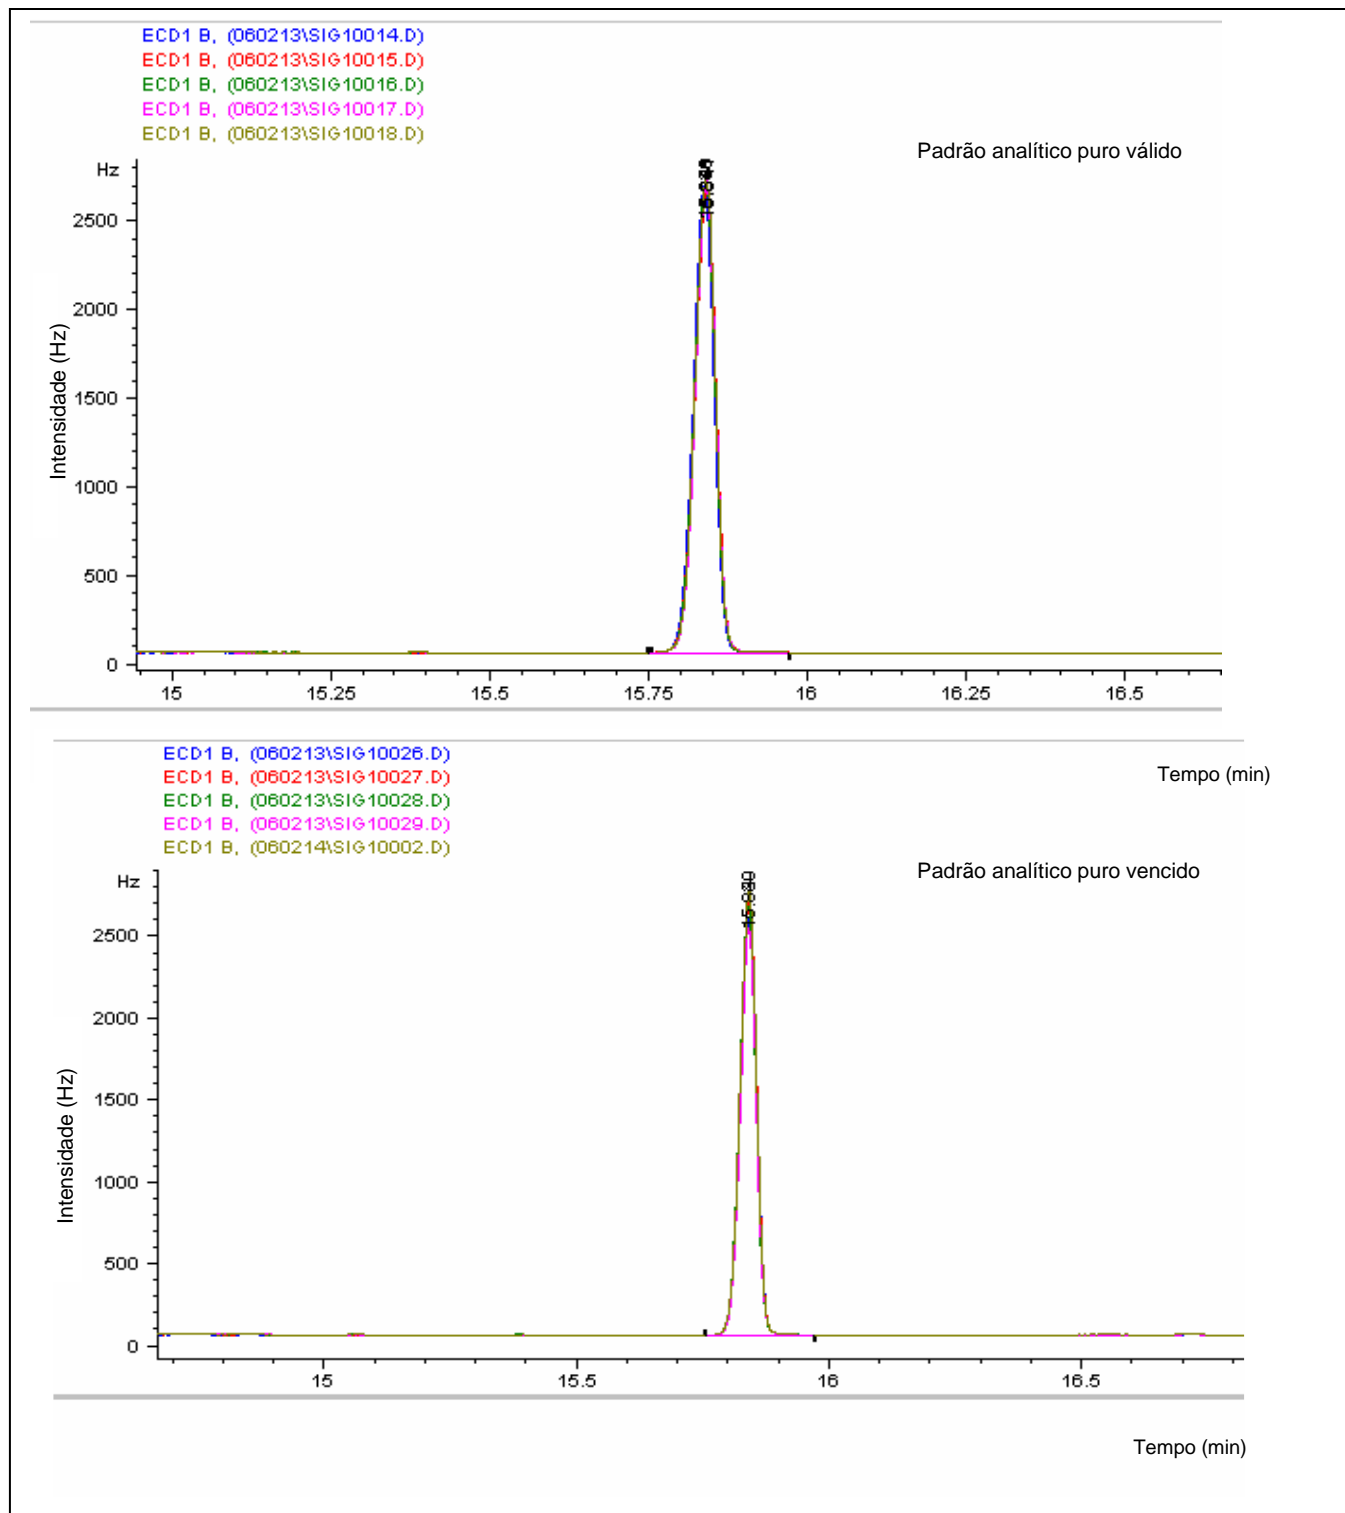 ECD1 B, (060213\SIG10014.D)
ECD1 B, (060213\SIG10015.D)
ECD1 B, (060213\SIG10016.D)
ECD1 B, (060213\SIG10017.D)
ECD1 B, (060213\SIG10018.D)
Padrão analítico puro válido
Hz
2500
2000
1500
1000
500
0
Intensidade (Hz)
15 15.25 15.5 15.75 16 16.25 16.5
Tempo (min)
ECD1 B, (060213\SIG10026.D)
ECD1 B, (060213\SIG10027.D)
ECD1 B, (060213\SIG10028.D)
ECD1 B, (060213\SIG10029.D)
ECD1 B, (060214\SIG10002.D)
Padrão analítico puro vencido
Hz
2500
2000
1500
1000
500
0
Intensidade (Hz)
15 15.5 16 16.5
Tempo (min)